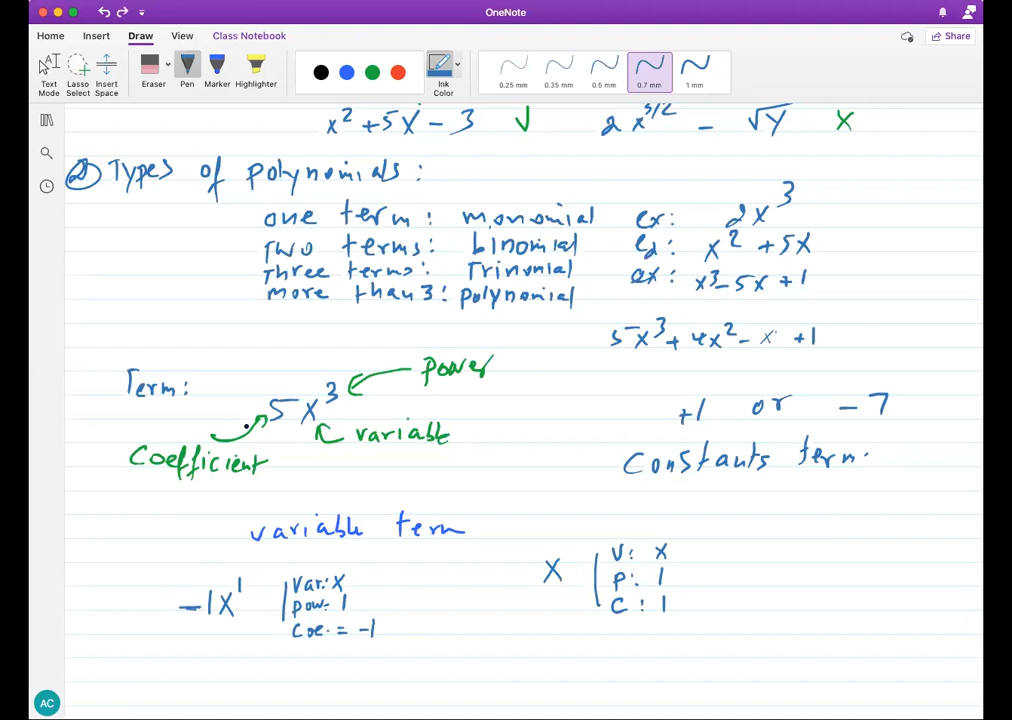 OneNote
Home Insert Draw View Class Notebook Share
Text Mode Lasso Select Insert Space Eraser Pen Marker Highlighter Ink Color 0.25 mm 0.35 mm 0.5 mm 0.7 mm 1 mm
x² + 5x - 3 √ 2 x^3/2 - √y X
② Types of polynomials:
one term: monomial ex: 2x³
Two terms: binomial ex: x² + 5x
Three terms: Trinomial ex: x³ - 5x + 1
more than 3: polynomial
5x³ + 4x² - x + 1
Term: 5x³ power
+1 or -7
Coefficient variable
Constants term.
variable term
-1x¹ Var: x
pow: 1
coe. = -1
X V: x
P: 1
C: 1
AC